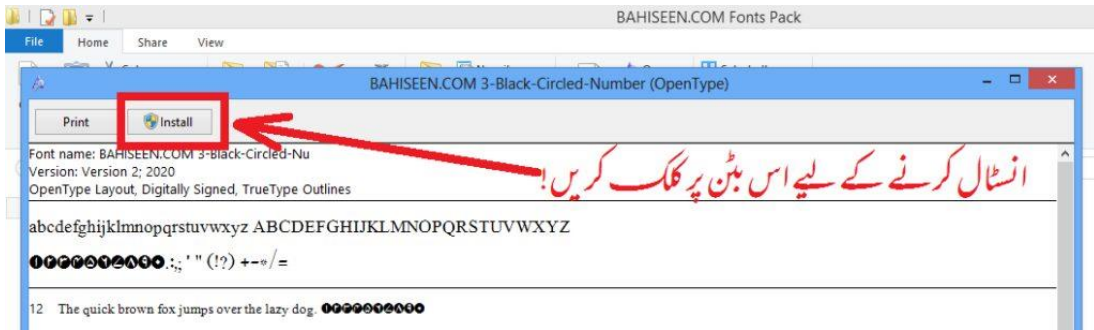 BAHISEEN.COM Fonts Pack
File Home Share View
BAHISEEN.COM 3-Black-Circled-Number (OpenType)
Print Install
Font name: BAHISEEN.COM 3-Black-Circled-Nu
Version: Version 2; 2020
OpenType Layout, Digitally Signed, TrueType Outlines
انسٹال کرنے کے لیے اس بٹن پر کلک کریں!
abcdefghijklmnopqrstuvwxyz ABCDEFGHIJKLMNOPQRSTUVWXYZ
.:,; ' " (!?) +-*/=
12 The quick brown fox jumps over the lazy dog.